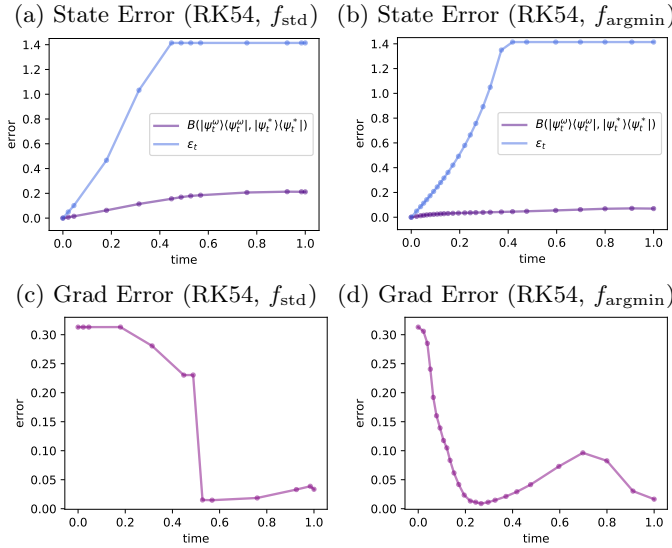 (a) State Error (RK54, f_std)
(b) State Error (RK54, f_argmin)
1.4
1.2
1.0
0.8
0.6
0.4
0.2
0.0
error
B(|ψ_t^ω⟩⟨ψ_t^ω|, |ψ_t^*⟩⟨ψ_t^*|)
ε_t
0.0 0.2 0.4 0.6 0.8 1.0
time
1.4
1.2
1.0
0.8
0.6
0.4
0.2
0.0
error
B(|ψ_t^ω⟩⟨ψ_t^ω|, |ψ_t^*⟩⟨ψ_t^*|)
ε_t
0.0 0.2 0.4 0.6 0.8 1.0
time
(c) Grad Error (RK54, f_std)
(d) Grad Error (RK54, f_argmin)
0.30
0.25
0.20
0.15
0.10
0.05
0.00
error
0.0 0.2 0.4 0.6 0.8 1.0
time
0.30
0.25
0.20
0.15
0.10
0.05
0.00
error
0.0 0.2 0.4 0.6 0.8 1.0
time